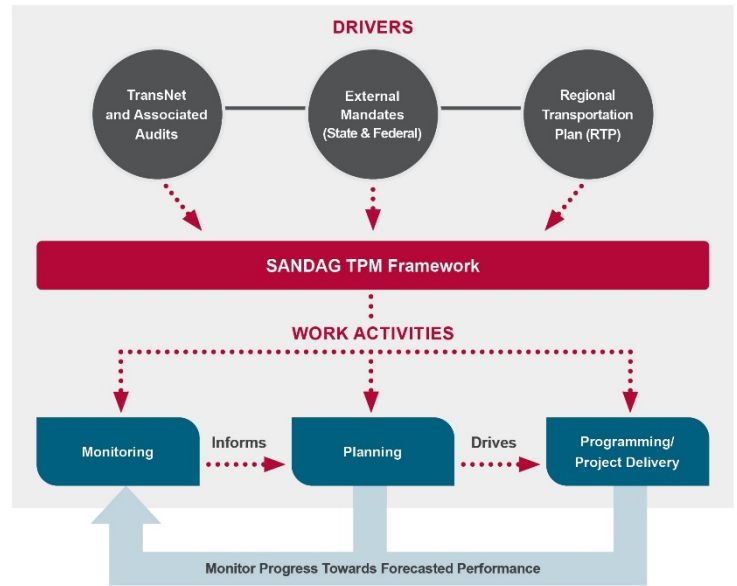 DRIVERS
TransNet
and Associated
Audits
External
Mandates
(State & Federal)
Regional
Transportation
Plan (RTP)
SANDAG TPM Framework
WORK ACTIVITIES
Monitoring
Informs
Planning
Drives
Programming/
Project Delivery
Monitor Progress Towards Forecasted Performance